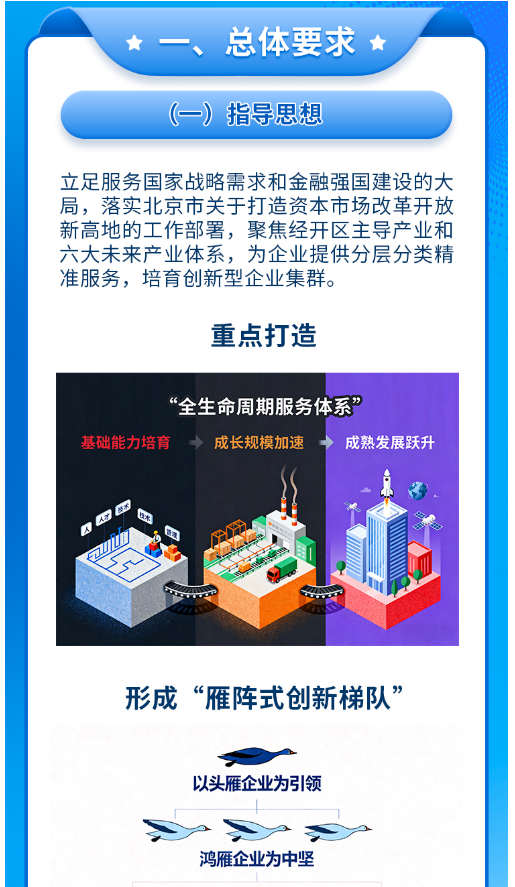 一、总体要求
（一）指导思想
立足服务国家战略需求和金融强国建设的大
局，落实北京市关于打造资本市场改革开放
新高地的工作部署，聚焦经开区主导产业和
六大未来产业体系，为企业提供分层分类精
准服务，培育创新型企业集群。
重点打造
“全生命周期服务体系”
基础能力培育
成长规模加速
成熟发展跃升
人
人才
技术
技术
形成“雁阵式创新梯队”
以头雁企业为引领
鸿雁企业为中坚